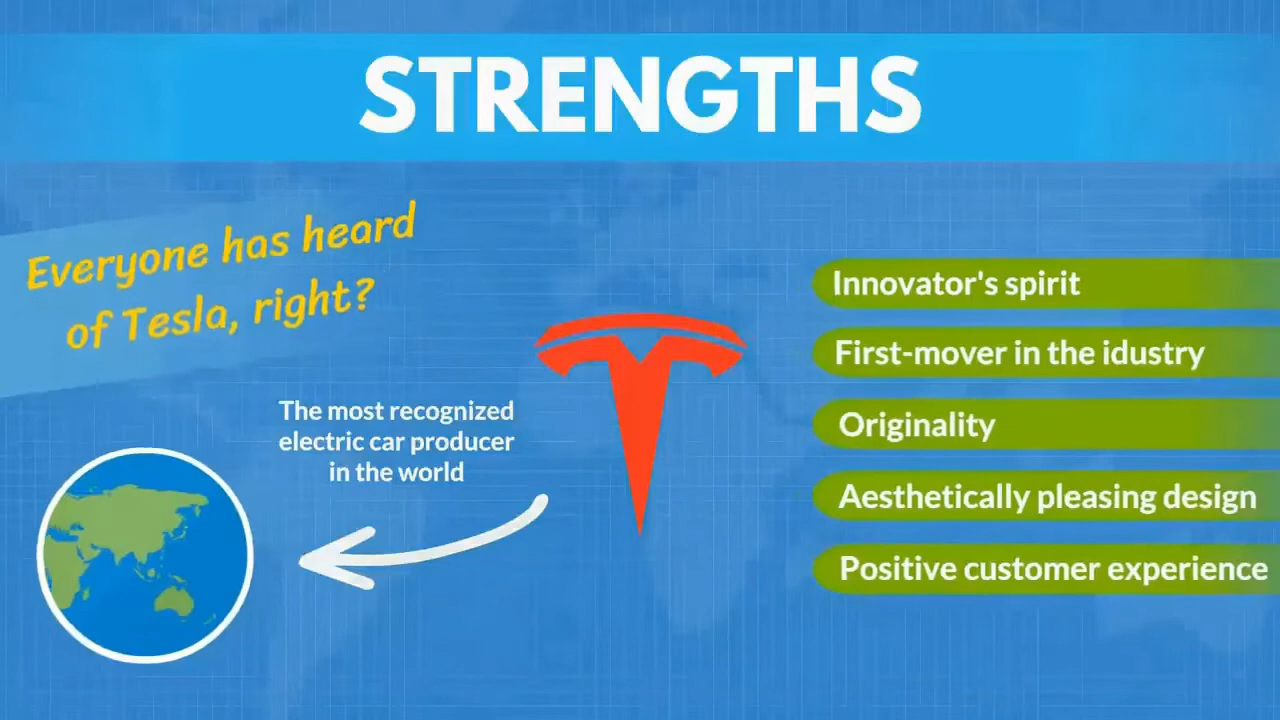 STRENGTHS
Everyone has heard
of Tesla, right?
The most recognized
electric car producer
in the world
Innovator's spirit
First-mover in the idustry
Originality
Aesthetically pleasing design
Positive customer experience